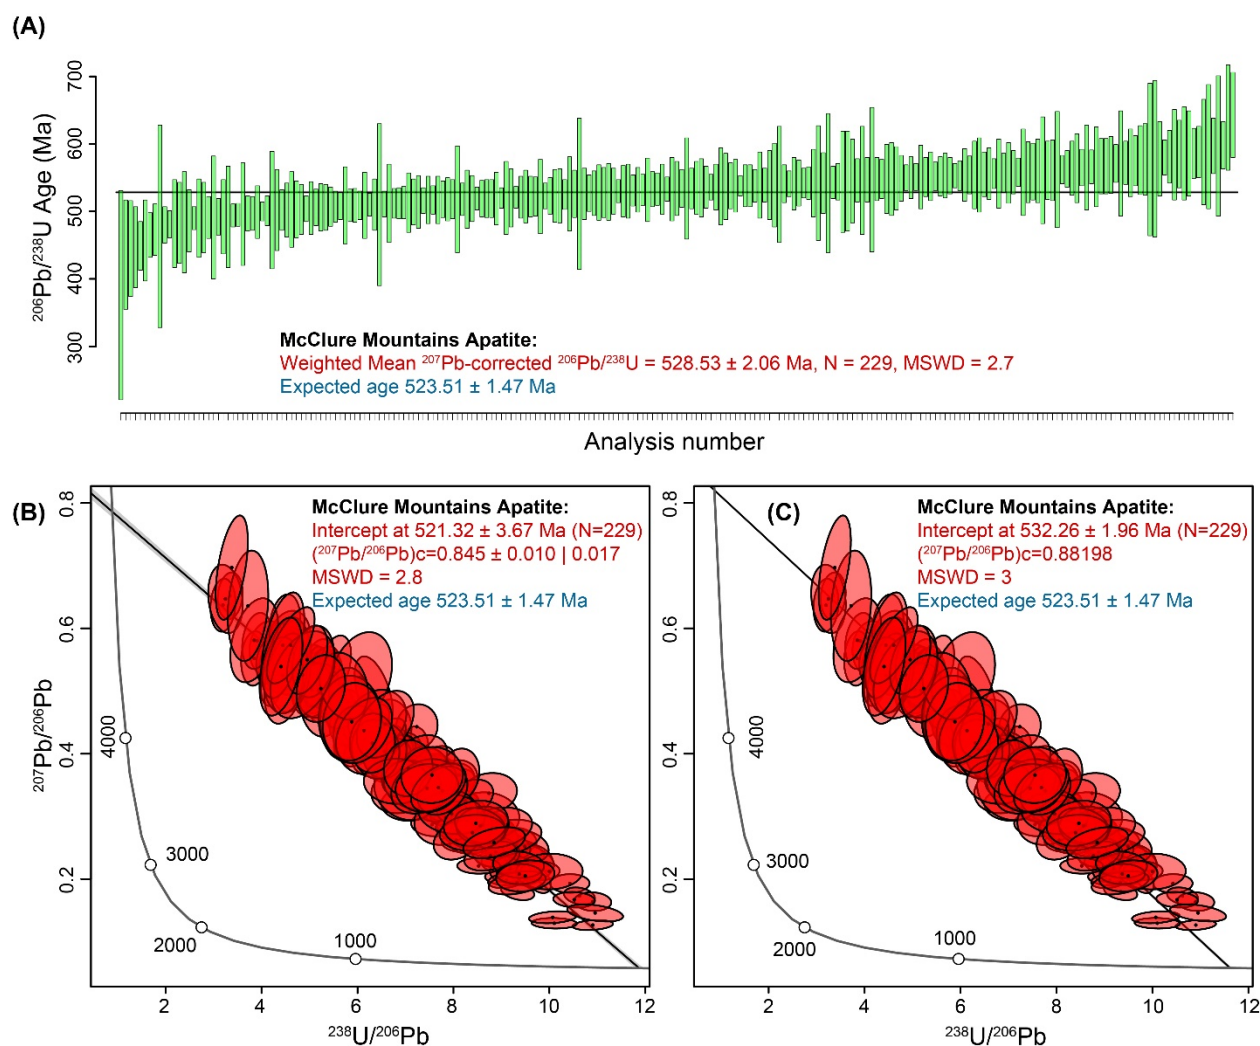 (A)
700
600
500
400
300
²⁰⁶Pb/²³⁸U Age (Ma)
McClure Mountains Apatite:
Weighted Mean ²⁰⁷Pb-corrected ²⁰⁶Pb/²³⁸U = 528.53 ± 2.06 Ma, N = 229, MSWD = 2.7
Expected age 523.51 ± 1.47 Ma
Analysis number
(B)
McClure Mountains Apatite:
Intercept at 521.32 ± 3.67 Ma (N=229)
(²⁰⁷Pb/²⁰⁶Pb)c=0.845 ± 0.010 | 0.017
MSWD = 2.8
Expected age 523.51 ± 1.47 Ma
0.8
0.6
0.4
0.2
²⁰⁷Pb/²⁰⁶Pb
4000
3000
2000
1000
2 4 6 8 10 12
²³⁸U/²⁰⁶Pb
(C)
McClure Mountains Apatite:
Intercept at 532.26 ± 1.96 Ma (N=229)
(²⁰⁷Pb/²⁰⁶Pb)c=0.88198
MSWD = 3
Expected age 523.51 ± 1.47 Ma
0.8
0.6
0.4
0.2
4000
3000
2000
1000
2 4 6 8 10 12
²³⁸U/²⁰⁶Pb